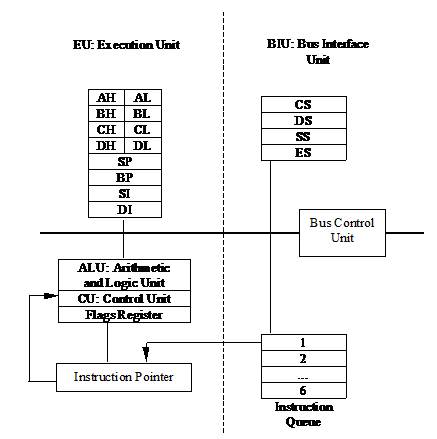 EU: Execution Unit
BIU: Bus Interface
Unit
AH AL
BH BL
CH CL
DH DL
SP
BP
SI
DI
CS
DS
SS
ES
Bus Control
Unit
ALU: Arithmetic
and Logic Unit
CU: Control Unit
Flags Register
Instruction Pointer
1
2
...
6
Instruction
Queue